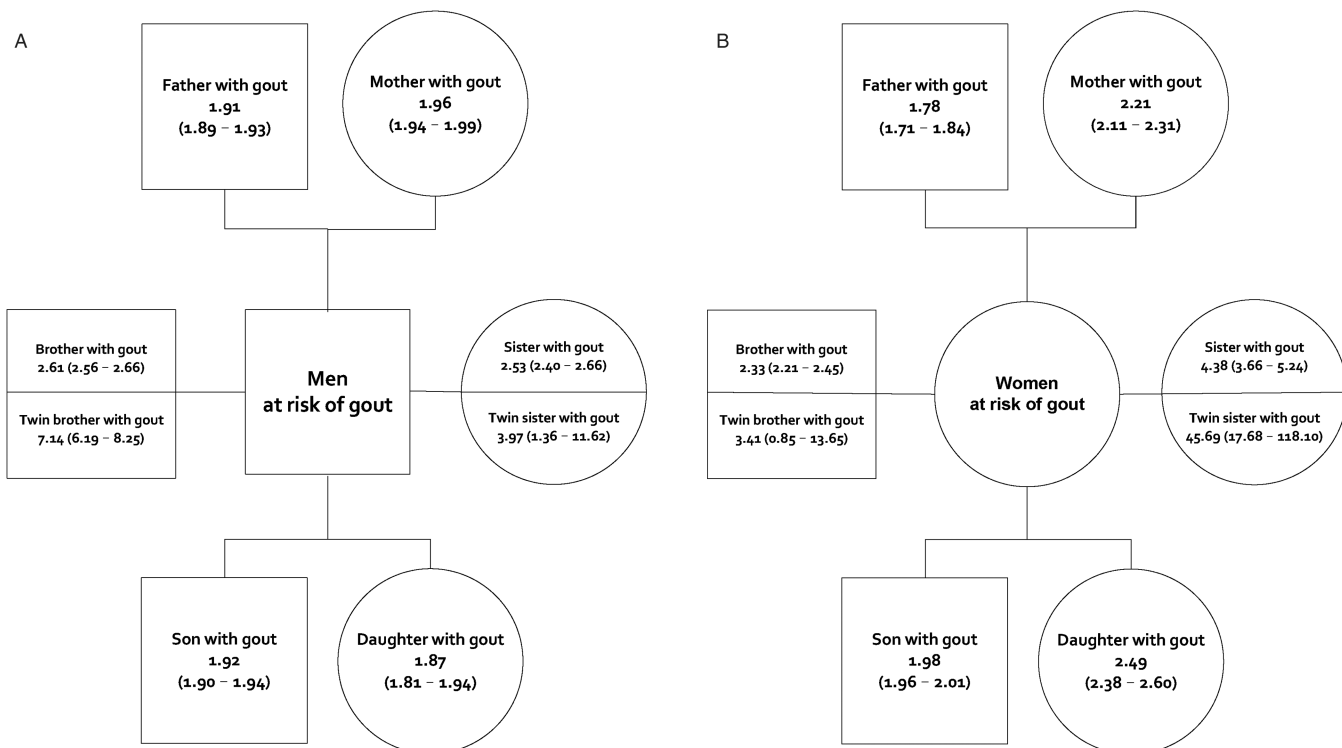 A
Father with gout
1.91
(1.89 – 1.93)
Mother with gout
1.96
(1.94 – 1.99)
Brother with gout
2.61 (2.56 – 2.66)
Twin brother with gout
7.14 (6.19 – 8.25)
Men
at risk of gout
Sister with gout
2.53 (2.40 – 2.66)
Twin sister with gout
3.97 (1.36 – 11.62)
Son with gout
1.92
(1.90 – 1.94)
Daughter with gout
1.87
(1.81 – 1.94)
B
Father with gout
1.78
(1.71 – 1.84)
Mother with gout
2.21
(2.11 – 2.31)
Brother with gout
2.33 (2.21 – 2.45)
Twin brother with gout
3.41 (0.85 – 13.65)
Women
at risk of gout
Sister with gout
4.38 (3.66 – 5.24)
Twin sister with gout
45.69 (17.68 – 118.10)
Son with gout
1.98
(1.96 – 2.01)
Daughter with gout
2.49
(2.38 – 2.60)